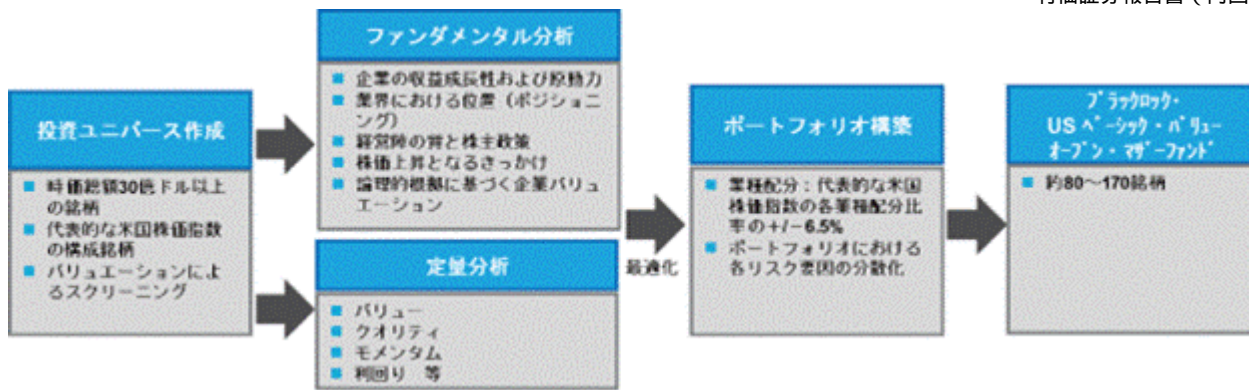 投資ユニバース作成
時価総額30億ドル以上
の銘柄
代表的な米国株価指数
の構成銘柄
バリュエーションによ
るスクリーニング
ファンダメンタル分析
企業の収益成長性および原動力
業界における位置(ポジショニ
ング)
経営陣の質と株主政策
株価上昇となるきっかけ
論理的根拠に基づく企業バリュ
エーション
定量分析
バリュー
クオリティ
モメンタム
利回り 等
最適化
ポートフォリオ構築
業種配分:代表的な米国
株価指数の各業種配分比
率の+/-6.5%
ポートフォリオにおける
各リスク要因の分散化
ブラックロック・
US ベーシック・バリュー
オープン・マザーファンド
約80~170銘柄